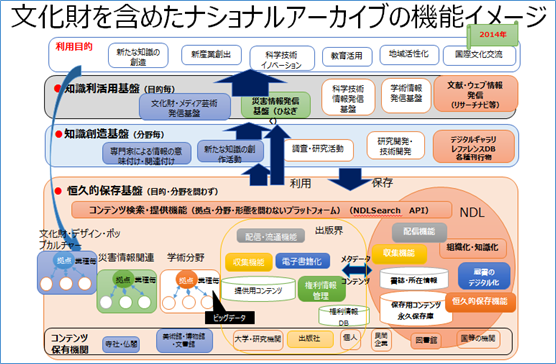 文化財を含めたナショナルアーカイブの機能イメージ
2014年
利用目的
新たな知識の
創造
新産業創出
科学技術
イノベーション
教育活用
地域活性化
国際文化交流
●知識利活用基盤(目的毎)
文化財・メディア芸術
発信基盤
災害情報発信
基盤(ひなぎ
く)
科学技術
情報発信
基盤
学術情報
発信基盤
文献・ウェブ情報
発信
(リサーチナビ等)
●知識創造基盤(分野毎)
専門家による情報の意
味付け・関連付け
新たな知識の創
作活動
調査・研究活動
研究開発・
技術開発
デジタルギャラリ
レファレンスDB
各種刊行物
利用
保存
●恒久的保存基盤(目的・分野を問わず)
コンテンツ検索・提供機能(拠点・分野・形態を問わないプラットフォーム)(NDLSearch API)
NDL
文化財・デザイン・ポッ
プカルチャー
拠点
業種毎
災害情報関連
拠点
業種毎
学術分野
拠点
業種毎
ビッグデータ
出版界
配信・流通機能
収集機能
電子書籍化
提供用コンテンツ
権利情報
管理
権利情報
DB
メタデータ
コンテンツ
配信機能
収集機能
組織化・知識化
書誌・所在情報
蔵書の
デジタル化
保存用コンテンツ
永久保存庫
恒久的保存機能
コンテンツ
保有機関
寺社・仏閣
美術館・博物館
・文書館
大学・研究機関
出版社
個人
民間
企業
図書館
国等の機関